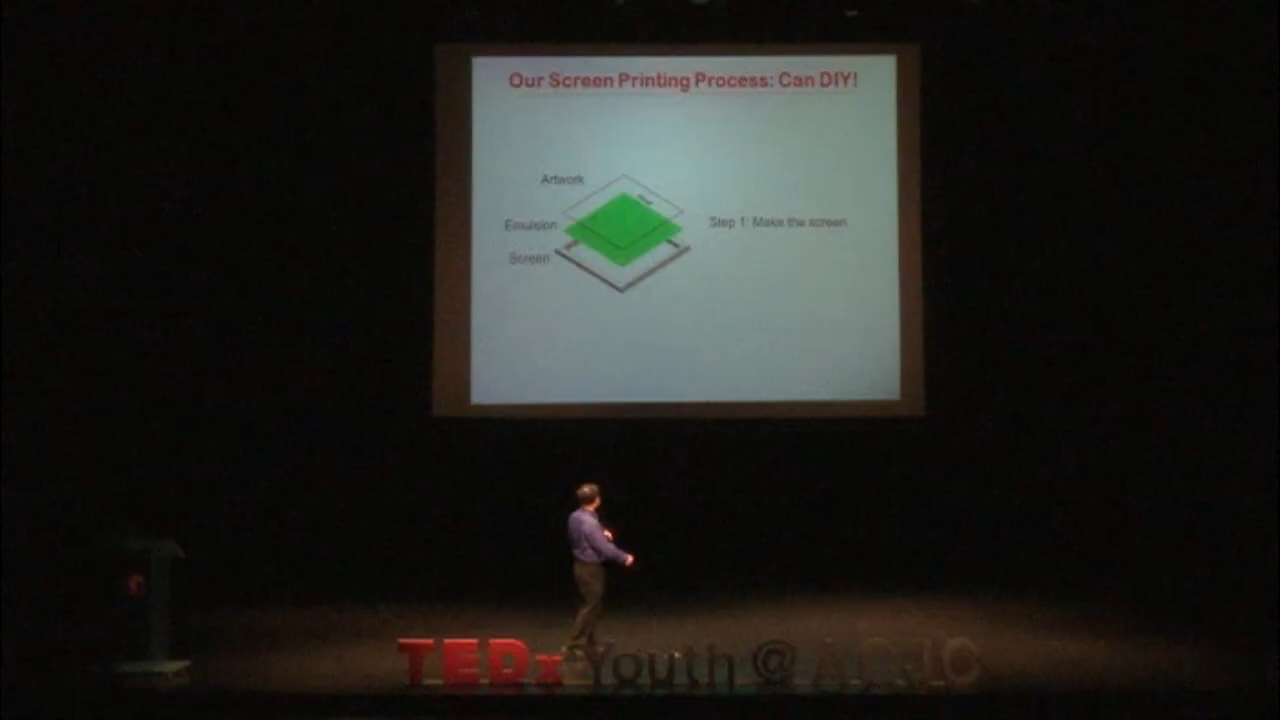 Our Screen Printing Process: Can DIY!
Artwork
Emulsion
Step 1: Make the screen
Screen
TEDx Youth @